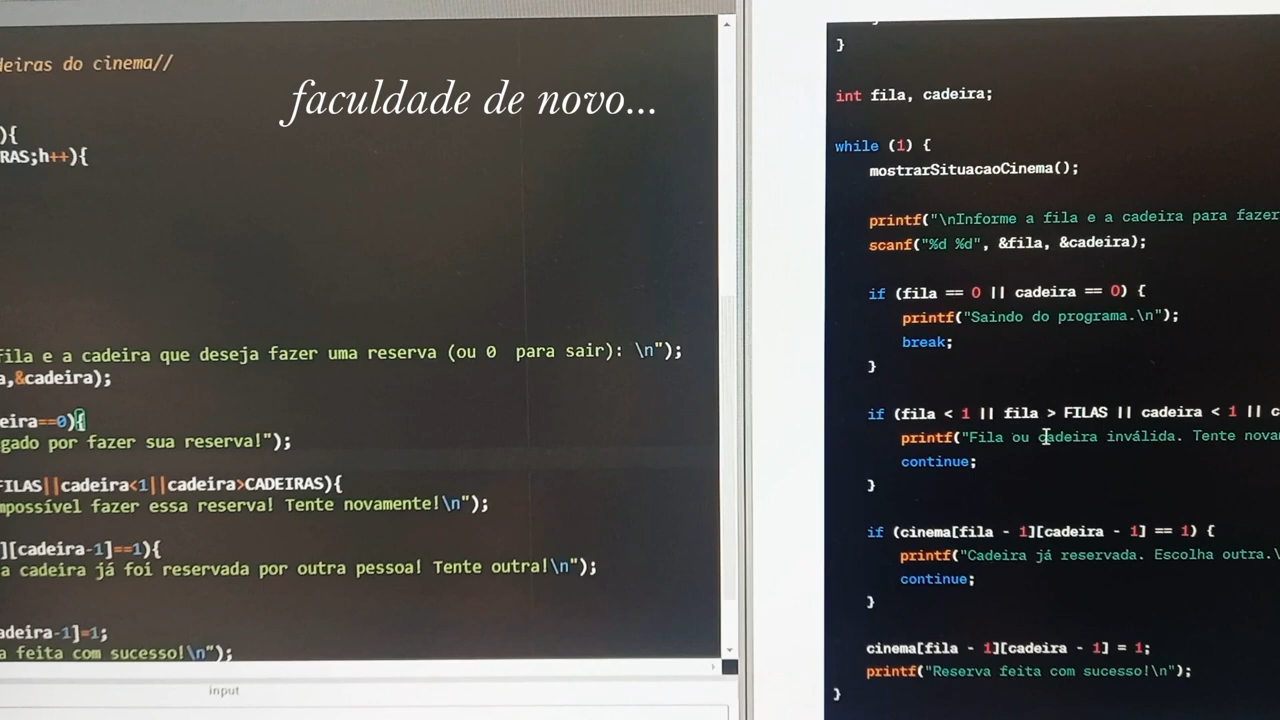 faculdade de novo...
deiras do cinema//
){
RAS;h++){
fila e a cadeira que deseja fazer uma reserva (ou 0  para sair): \n");
a,&cadeira);
eira==0){
gado por fazer sua reserva!");
FILAS||cadeira<1||cadeira>CADEIRAS){
mpossível fazer essa reserva! Tente novamente!\n");
][cadeira-1]==1){
a cadeira já foi reservada por outra pessoa! Tente outra!\n");
adeira-1]=1;
a feita com sucesso!\n");
input
}
int fila, cadeira;
while (1) {
mostrarSituacaoCinema();
printf("\nInforme a fila e a cadeira para fazer
scanf("%d %d", &fila, &cadeira);
if (fila == 0 || cadeira == 0) {
printf("Saindo do programa.\n");
break;
}
if (fila < 1 || fila > FILAS || cadeira < 1 || c
printf("Fila ou cadeira inválida. Tente nova
continue;
}
if (cinema[fila - 1][cadeira - 1] == 1) {
printf("Cadeira já reservada. Escolha outra.\
continue;
}
cinema[fila - 1][cadeira - 1] = 1;
printf("Reserva feita com sucesso!\n");
}